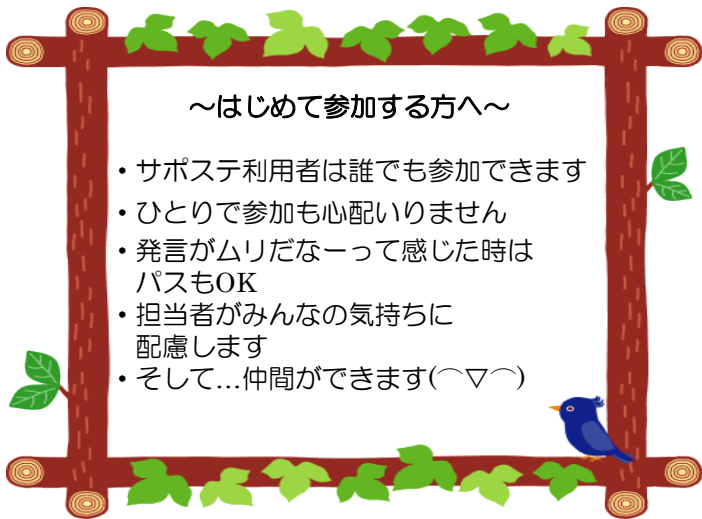 ～はじめて参加する方へ～
・サポステ利用者は誰でも参加できます
・ひとりで参加も心配いりません
・発言がムリだなーって感じた時は
パスもOK
・担当者がみんなの気持ちに
配慮します
・そして…仲間ができます(⌒▽⌒)